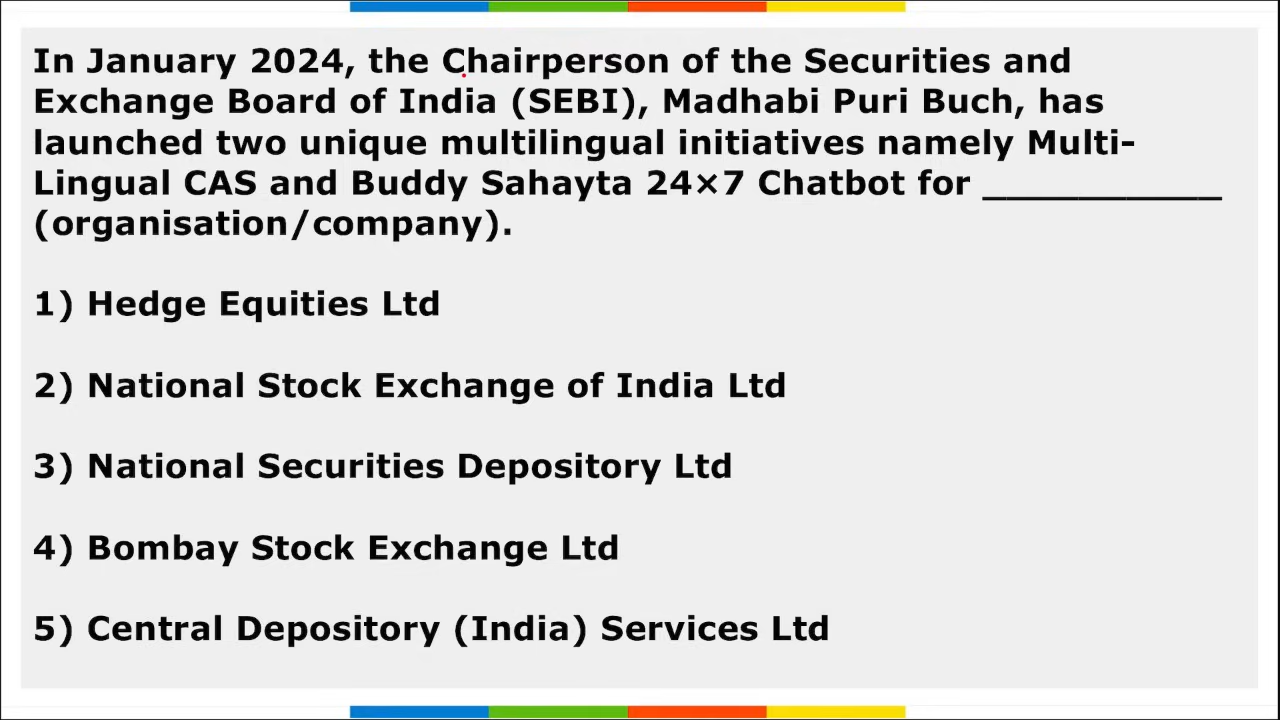 In January 2024, the Chairperson of the Securities and
Exchange Board of India (SEBI), Madhabi Puri Buch, has
launched two unique multilingual initiatives namely Multi-
Lingual CAS and Buddy Sahayta 24×7 Chatbot for ____________
(organisation/company).
1) Hedge Equities Ltd
2) National Stock Exchange of India Ltd
3) National Securities Depository Ltd
4) Bombay Stock Exchange Ltd
5) Central Depository (India) Services Ltd